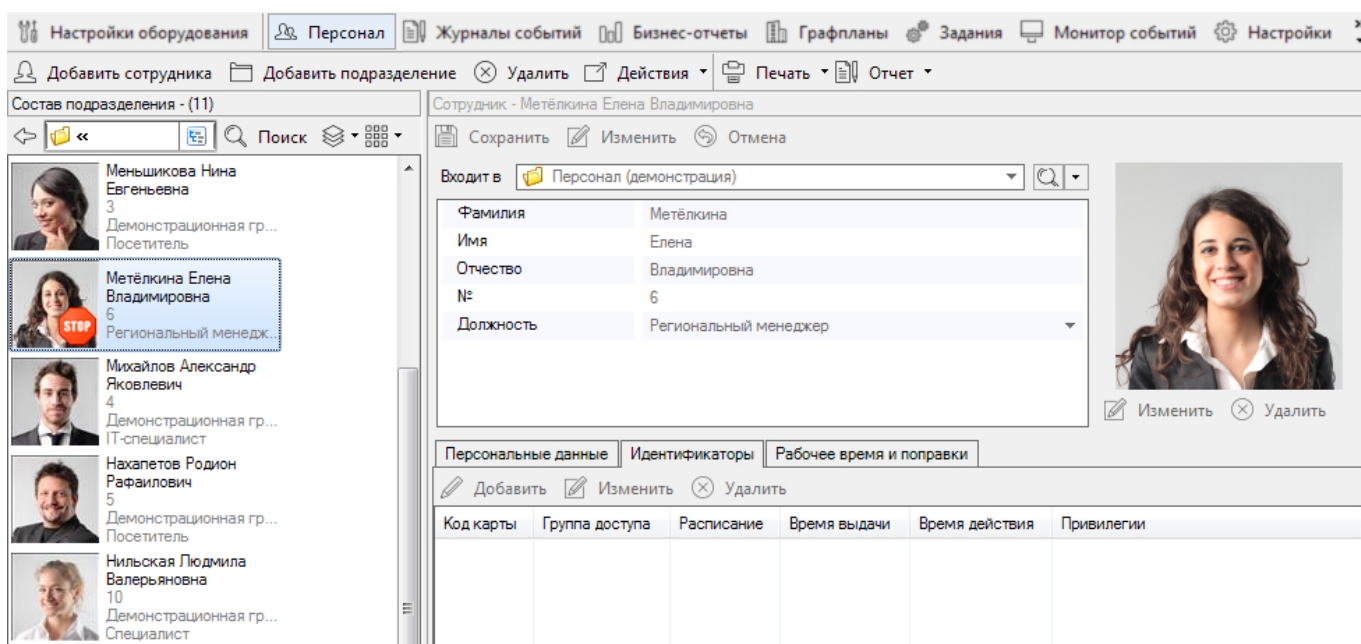 Настройки оборудования Персонал Журналы событий Бизнес-отчеты Графпланы Задания Монитор событий Настройки
Добавить сотрудника Добавить подразделение Удалить Действия Печать Отчет
Состав подразделения - (11)
«
Поиск
Меньшикова Нина
Евгеньевна
3
Демонстрационная гр...
Посетитель
Метёлкина Елена
Владимировна
6
Региональный менедж...
STOP
Михайлов Александр
Яковлевич
4
Демонстрационная гр...
IT-специалист
Нахапетов Родион
Рафаилович
5
Демонстрационная гр...
Посетитель
Нильская Людмила
Валерьяновна
10
Демонстрационная гр...
Специалист
Сотрудник - Метёлкина Елена Владимировна
Сохранить Изменить Отмена
Входит в Персонал (демонстрация)
Фамилия Метёлкина
Имя Елена
Отчество Владимировна
№ 6
Должность Региональный менеджер
Изменить Удалить
Персональные данные Идентификаторы Рабочее время и поправки
Добавить Изменить Удалить
Код карты Группа доступа Расписание Время выдачи Время действия Привилегии